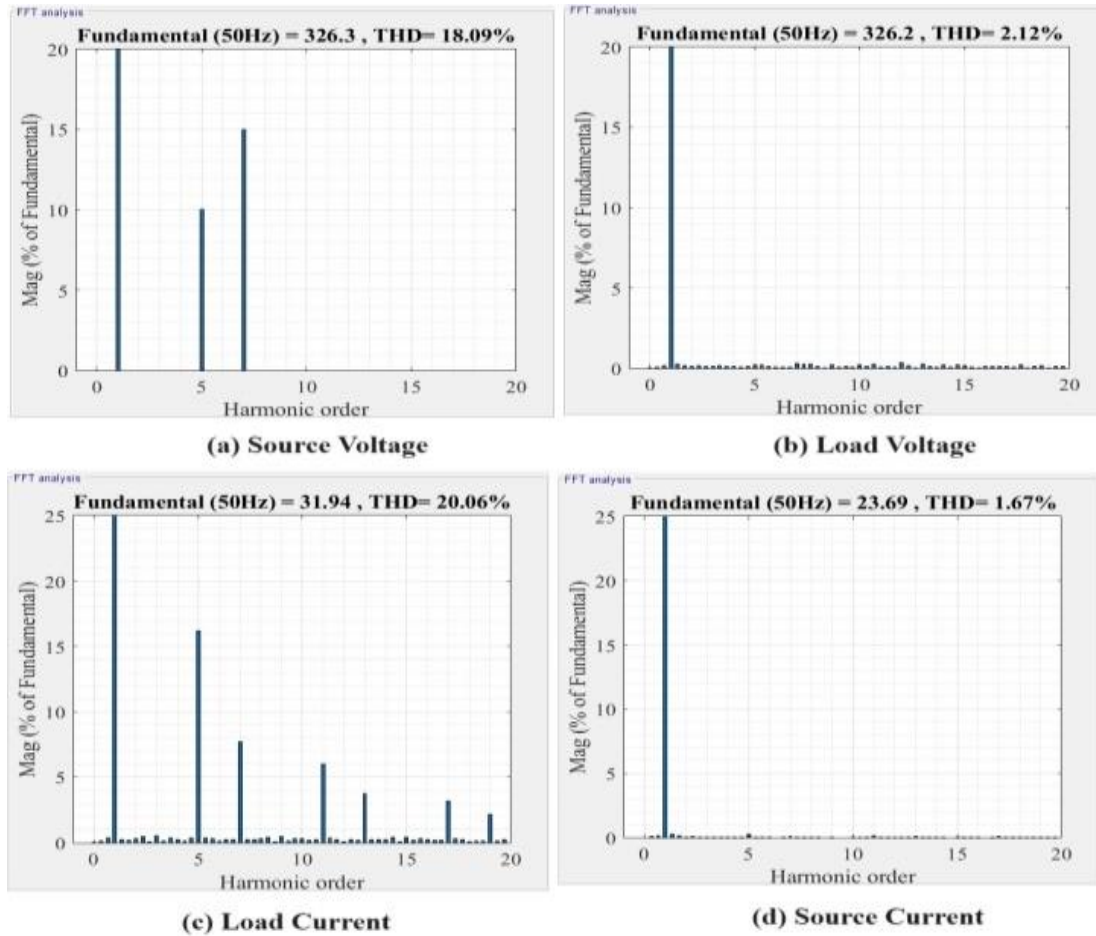 FFT analysis
Fundamental (50Hz) = 326.3 , THD= 18.09%
20
15
10
5
0
Mag (% of Fundamental)
0 5 10 15 20
Harmonic order
(a) Source Voltage
Fundamental (50Hz) = 326.2 , THD= 2.12%
20
15
10
5
0
Mag (% of Fundamental)
0 5 10 15 20
Harmonic order
(b) Load Voltage
FFT analysis
Fundamental (50Hz) = 31.94 , THD= 20.06%
25
20
15
10
5
0
Mag (% of Fundamental)
0 5 10 15 20
Harmonic order
(c) Load Current
FFT analysis
Fundamental (50Hz) = 23.69 , THD= 1.67%
25
20
15
10
5
0
Mag (% of Fundamental)
0 5 10 15 20
Harmonic order
(d) Source Current